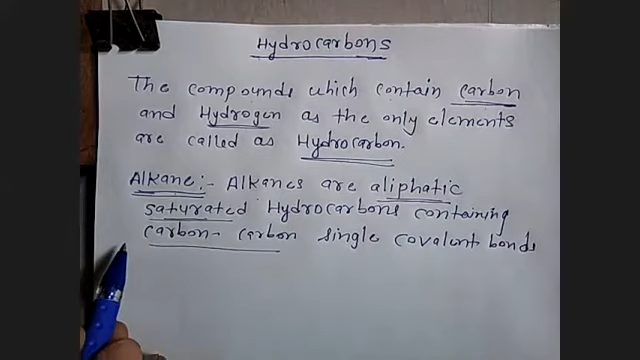 Hydrocarbons
The compounds which contain carbon
and Hydrogen as the only elements
are called as Hydrocarbon.
Alkane:- Alkanes are aliphatic
saturated Hydrocarbons containing
carbon- carbon single covalent bonds